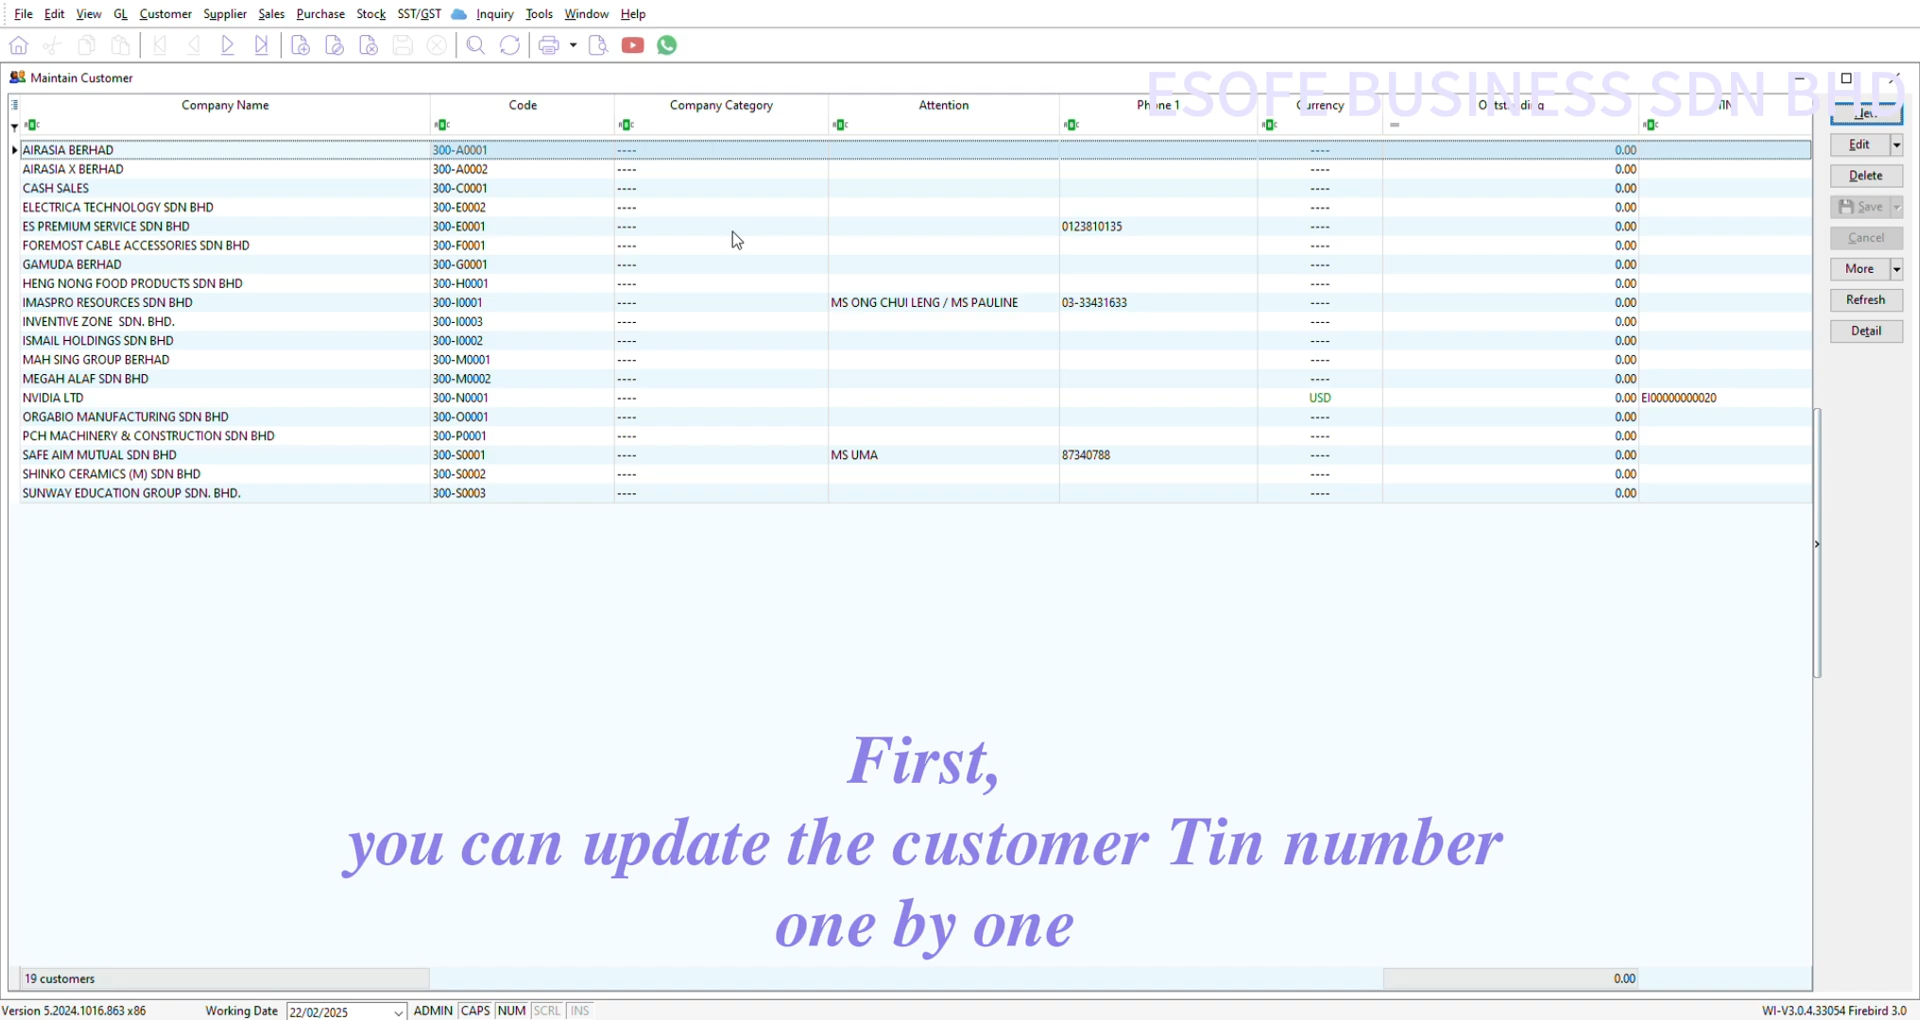 File Edit View GL Customer Supplier Sales Purchase Stock SST/GST Inquiry Tools Window Help
Maintain Customer
ESOFE BUSINESS SDN BHD
Company Name Code Company Category Attention Phone 1 Currency Outstanding TIN
AIRASIA BERHAD 300-A0001 ---- ---- 0.00
AIRASIA X BERHAD 300-A0002 ---- ---- 0.00
CASH SALES 300-C0001 ---- ---- 0.00
ELECTRICA TECHNOLOGY SDN BHD 300-E0002 ---- ---- 0.00
ES PREMIUM SERVICE SDN BHD 300-E0001 ---- 0123810135 ---- 0.00
FOREMOST CABLE ACCESSORIES SDN BHD 300-F0001 ---- ---- 0.00
GAMUDA BERHAD 300-G0001 ---- ---- 0.00
HENG NONG FOOD PRODUCTS SDN BHD 300-H0001 ---- ---- 0.00
IMASPRO RESOURCES SDN BHD 300-I0001 ---- MS ONG CHUI LENG / MS PAULINE 03-33431633 ---- 0.00
INVENTIVE ZONE SDN. BHD. 300-I0003 ---- ---- 0.00
ISMAIL HOLDINGS SDN BHD 300-I0002 ---- ---- 0.00
MAH SING GROUP BERHAD 300-M0001 ---- ---- 0.00
MEGAH ALAF SDN BHD 300-M0002 ---- ---- 0.00
NVIDIA LTD 300-N0001 ---- USD 0.00 EI00000000020
ORGABIO MANUFACTURING SDN BHD 300-O0001 ---- ---- 0.00
PCH MACHINERY & CONSTRUCTION SDN BHD 300-P0001 ---- ---- 0.00
SAFE AIM MUTUAL SDN BHD 300-S0001 ---- MS UMA 87340788 ---- 0.00
SHINKO CERAMICS (M) SDN BHD 300-S0002 ---- ---- 0.00
SUNWAY EDUCATION GROUP SDN. BHD. 300-S0003 ---- ---- 0.00
New
Edit
Delete
Save
Cancel
More
Refresh
Detail
First,
you can update the customer Tin number
one by one
19 customers 0.00
Version 5.2024.1016.863 x86 Working Date 22/02/2025 ADMIN CAPS NUM SCRL INS WI-V3.0.4.33054 Firebird 3.0